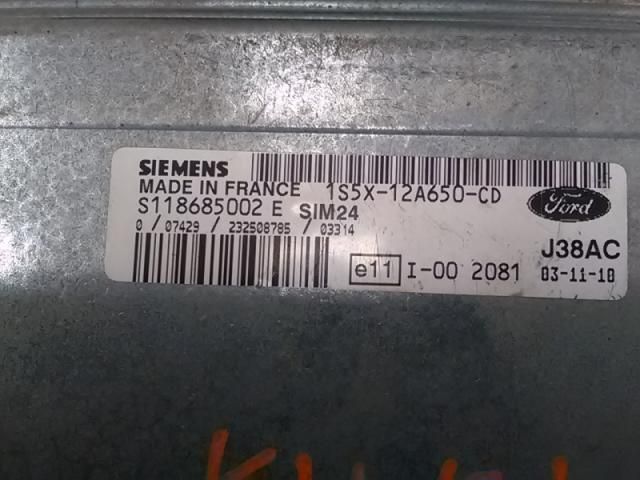 SIEMENS
MADE IN FRANCE 1S5X-12A650-CD
S118685002 E SIM24
Ford
0 / 07429 / 232508785 / 03314
J38AC
e11 I-00 2081 03-11-18